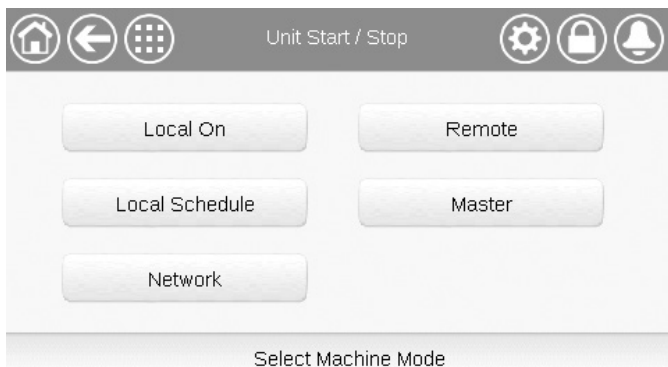 Unit Start / Stop
Local On
Remote
Local Schedule
Master
Network
Select Machine Mode